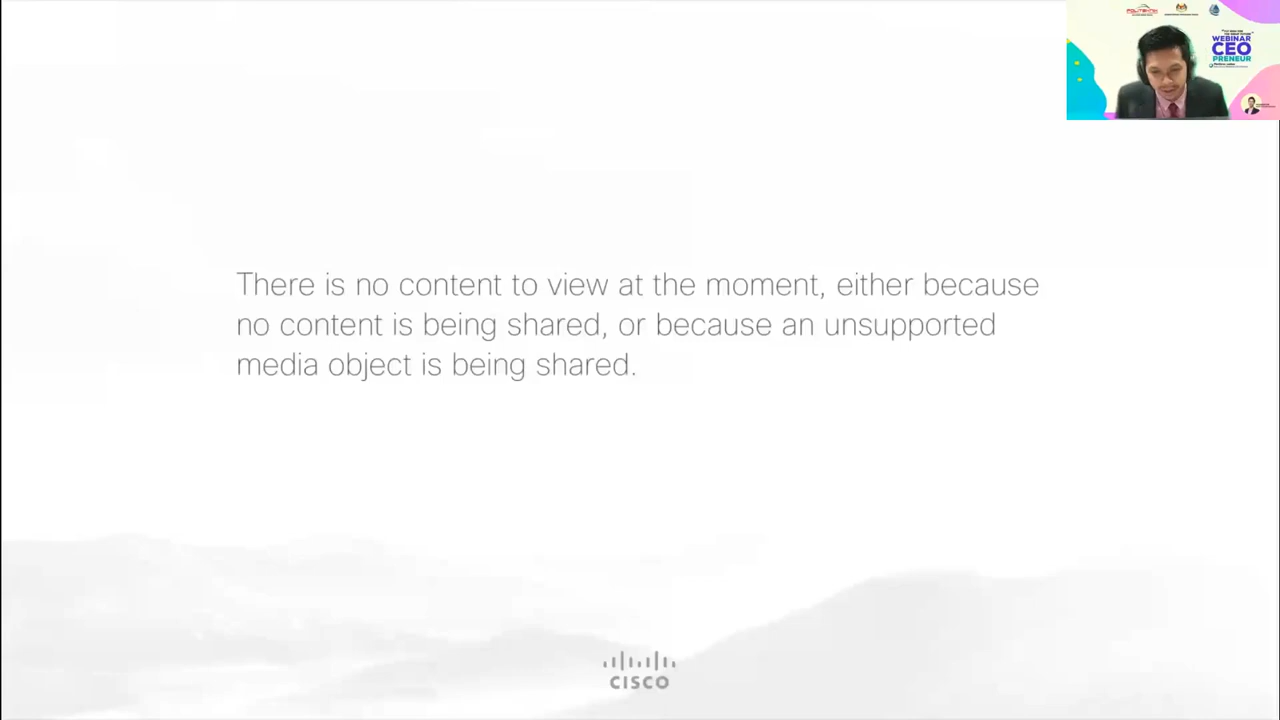 POLITEKNIK
WEBINAR
CEO
PRENEUR
There is no content to view at the moment, either because
no content is being shared, or because an unsupported
media object is being shared.
CISCO